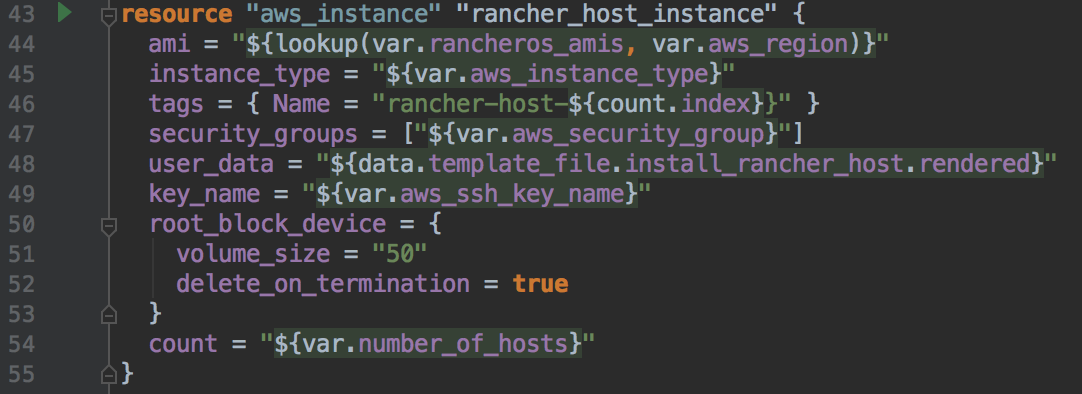 43 resource "aws_instance" "rancher_host_instance" {
44 ami = "${lookup(var.rancheros_amis, var.aws_region)}"
45 instance_type = "${var.aws_instance_type}"
46 tags = { Name = "rancher-host-${count.index}}" }
47 security_groups = ["${var.aws_security_group}"]
48 user_data = "${data.template_file.install_rancher_host.rendered}"
49 key_name = "${var.aws_ssh_key_name}"
50 root_block_device = {
51 volume_size = "50"
52 delete_on_termination = true
53 }
54 count = "${var.number_of_hosts}"
55 }